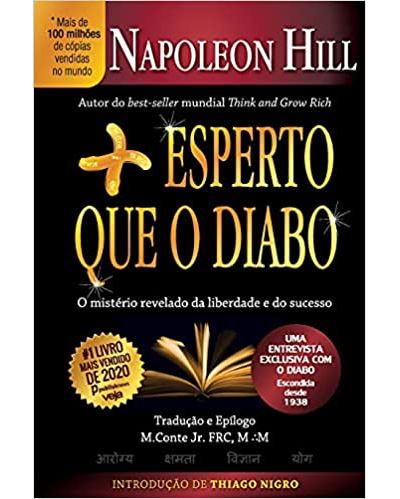 * Mais de
100 milhões
de cópias
vendidas
no mundo
NAPOLEON HILL
Autor do best-seller mundial Think and Grow Rich
+ ESPERTO
QUE O DIABO
O mistério revelado da liberdade e do sucesso
#1 LIVRO
MAIS VENDIDO
DE 2020
publishnews
veja
UMA
ENTREVISTA
EXCLUSIVA COM
O DIABO
Escondida
desde
1938
Tradução e Epílogo
M.Conte Jr. FRC, M ∴M
आरोग्य क्षमता विज्ञान योग
INTRODUÇÃO DE THIAGO NIGRO